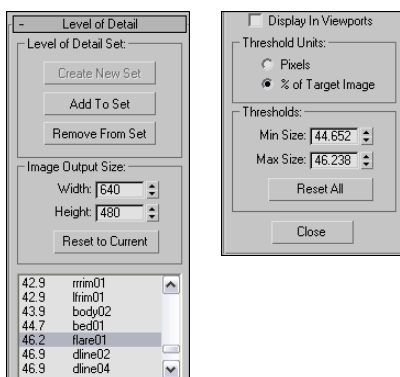 - Level of Detail
Level of Detail Set:
Create New Set
Add To Set
Remove From Set
Image Output Size:
Width: 640
Height: 480
Reset to Current
42.9 rrrim01
42.9 lfrim01
43.9 body02
44.7 bed01
46.2 flare01
46.9 dline02
46.9 dline04
Display In Viewports
Threshold Units:
Pixels
% of Target Image
Thresholds:
Min Size: 44.652
Max Size: 46.238
Reset All
Close